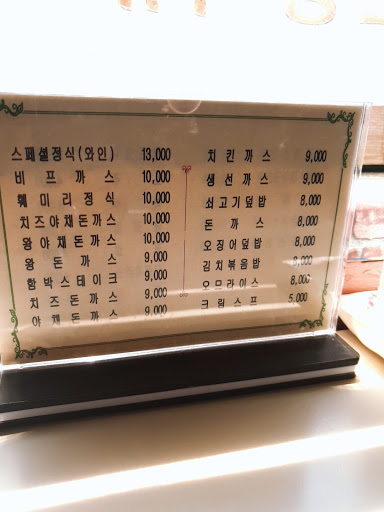 스페셜정식(와인) 13,000
비프까스 10,000
훼미리정식 10,000
치즈야채돈까스 10,000
왕야채돈까스 10,000
왕돈까스 9,000
함박스테이크 9,000
치즈돈까스 9,000
야채돈까스 9,000
치킨까스 9,000
생선까스 9,000
쇠고기덮밥 8,000
돈까스 8,000
오징어덮밥 8,000
김치볶음밥 8,000
오므라이스 8,000
크림스프 5,000